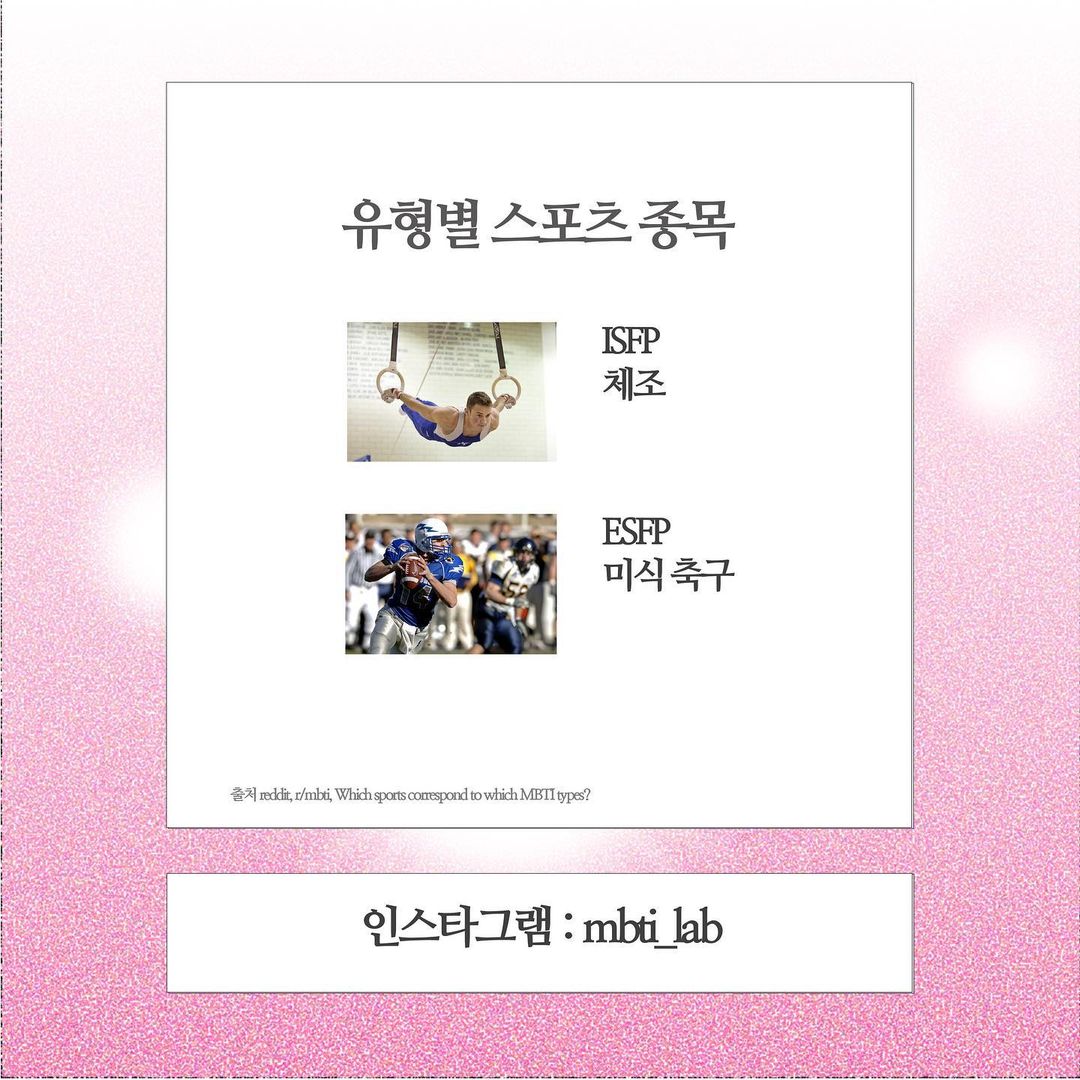 유형별 스포츠 종목
ISFP
체조
ESFP
미식 축구
14
출처 reddit, r/mbti, Which sports correspond to which MBTI types?
인스타그램 : mbti_lab